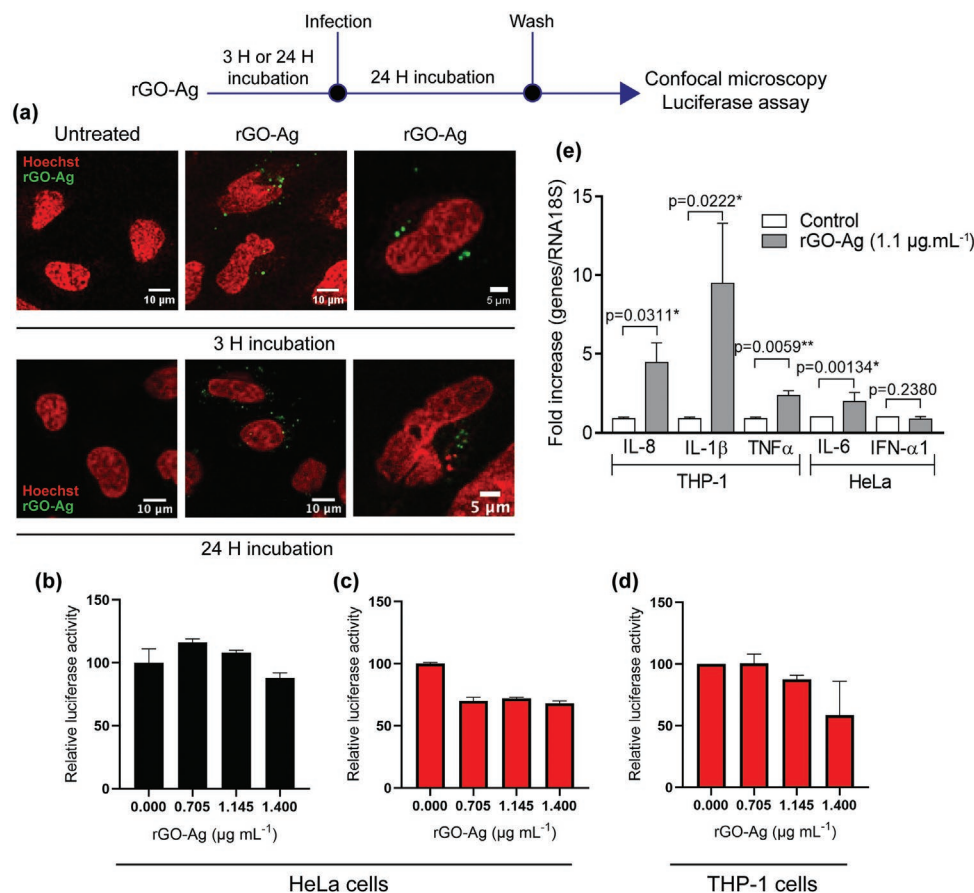 Infection
Wash
3 H or 24 H
incubation
24 H incubation
rGO-Ag
Confocal microscopy
Luciferase assay
(a)
Untreated
rGO-Ag
rGO-Ag
Hoechst
rGO-Ag
10 µm
10 µm
5 µm
3 H incubation
Hoechst
rGO-Ag
10 µm
10 µm
5 µm
24 H incubation
(e)
Fold increase (genes/RNA18S)
15
10
5
0
p=0.0222*
Control
rGO-Ag (1.1 µg.mL⁻¹)
p=0.0311*
p=0.0059**
p=0.00134*
p=0.2380
IL-8
IL-1β
TNFα
IL-6
IFN-α1
THP-1
HeLa
(b)
Relative luciferase activity
150
100
50
0
0.000
0.705
1.145
1.400
rGO-Ag (µg mL⁻¹)
(c)
Relative luciferase activity
150
100
50
0
0.000
0.705
1.145
1.400
rGO-Ag (µg mL⁻¹)
HeLa cells
(d)
Relative luciferase activity
150
100
50
0
0.000
0.705
1.145
1.400
rGO-Ag (µg mL⁻¹)
THP-1 cells